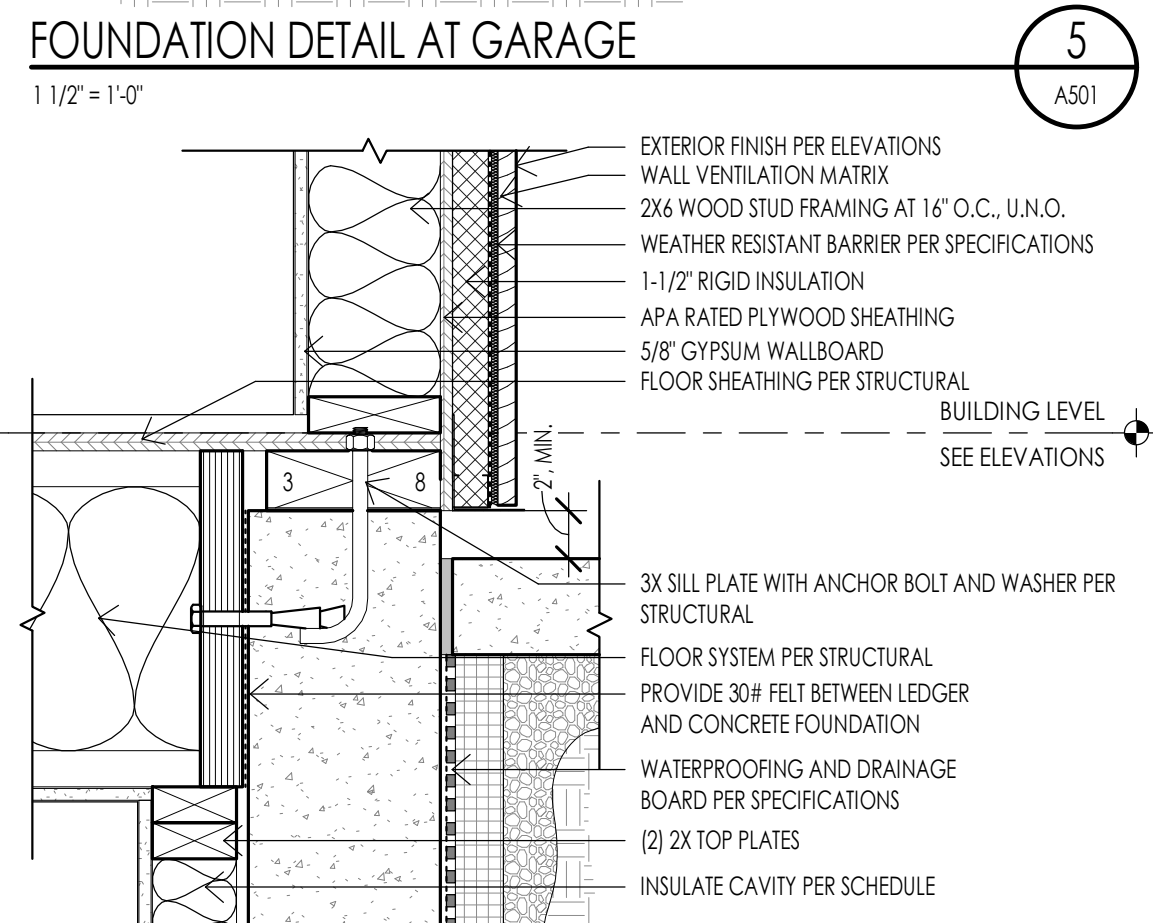 FOUNDATION DETAIL AT GARAGE
5
1 1/2" = 1'-0"
A501
EXTERIOR FINISH PER ELEVATIONS
WALL VENTILATION MATRIX
2X6 WOOD STUD FRAMING AT 16" O.C., U.N.O.
WEATHER RESISTANT BARRIER PER SPECIFICATIONS
1-1/2" RIGID INSULATION
APA RATED PLYWOOD SHEATHING
5/8" GYPSUM WALLBOARD
FLOOR SHEATHING PER STRUCTURAL
BUILDING LEVEL
SEE ELEVATIONS
2", MIN.
3 8
3X SILL PLATE WITH ANCHOR BOLT AND WASHER PER
STRUCTURAL
FLOOR SYSTEM PER STRUCTURAL
PROVIDE 30# FELT BETWEEN LEDGER
AND CONCRETE FOUNDATION
WATERPROOFING AND DRAINAGE
BOARD PER SPECIFICATIONS
(2) 2X TOP PLATES
INSULATE CAVITY PER SCHEDULE